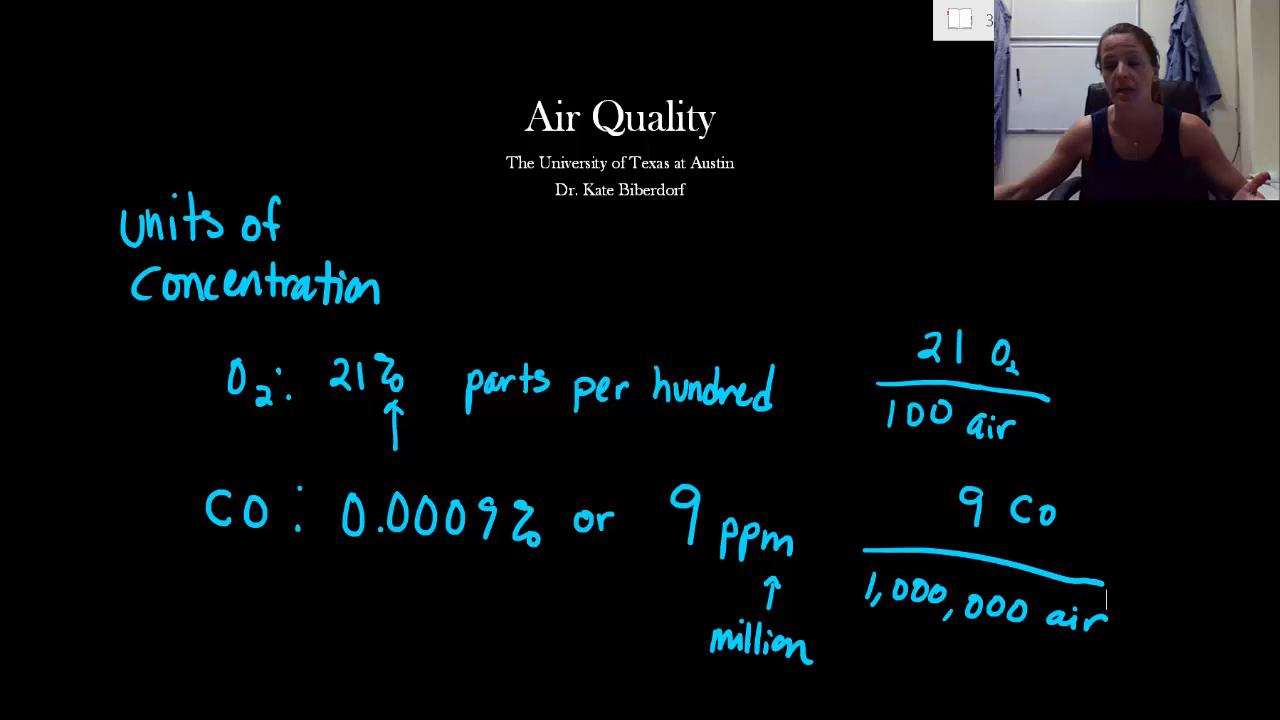 3
Air Quality
The University of Texas at Austin
Dr. Kate Biberdorf
units of
concentration
O₂: 21% parts per hundred
21 O₂
100 air
CO: 0.0009% or 9 ppm
9 CO
1,000,000 air
million